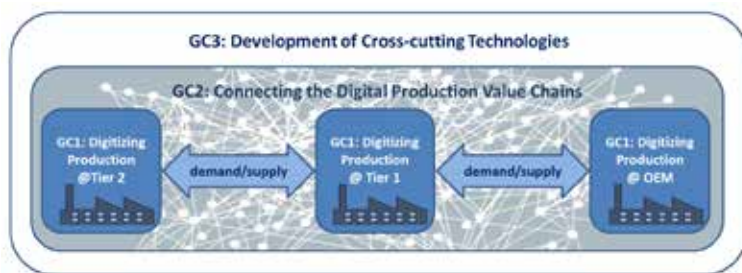 GC3: Development of Cross-cutting Technologies
GC2: Connecting the Digital Production Value Chains
GC1: Digitizing
Production
@Tier 2
demand/supply
GC1: Digitizing
Production
@ Tier 1
demand/supply
GC1: Digitizing
Production
@ OEM